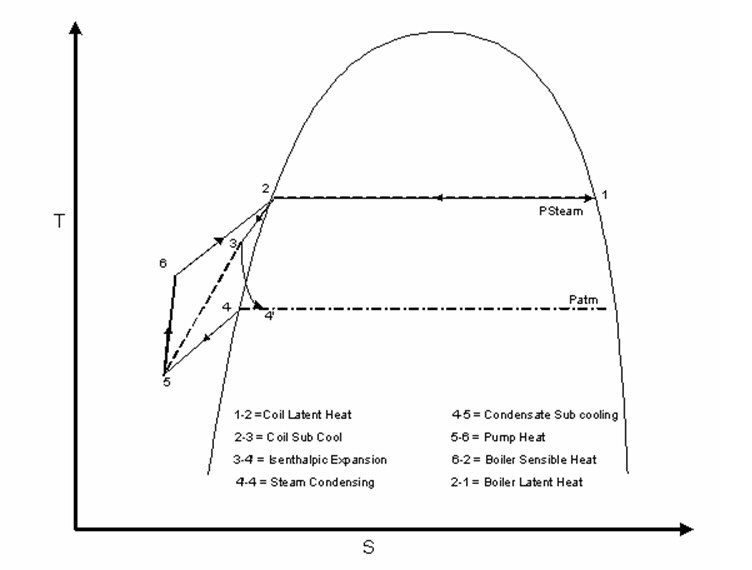 2
1
PSteam
T
3
6
Patm
4
4'
5
1-2 =Coil Latent Heat
2-3 = Coil Sub Cool
3-4' = Isenthalpic Expansion
4'-4 = Steam Condensing
4-5 = Condensate Sub cooling
5-6 = Pump Heat
6-2 = Boiler Sensible Heat
2-1 = Boiler Latent Heat
S